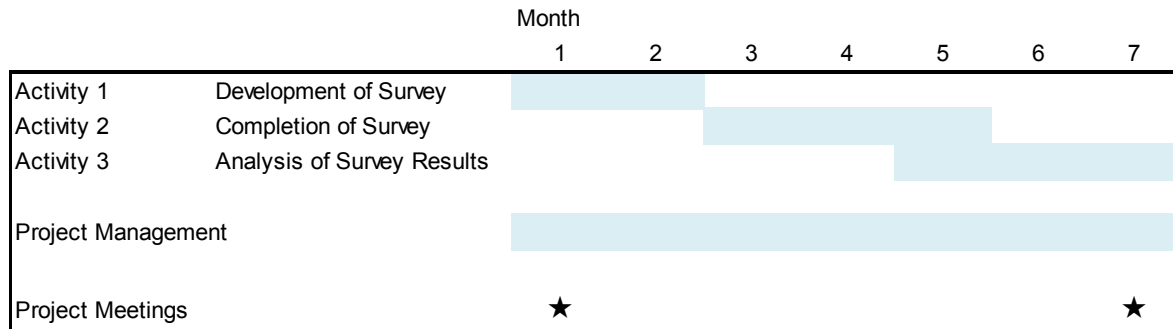 Month
1 2 3 4 5 6 7
Activity 1 Development of Survey
Activity 2 Completion of Survey
Activity 3 Analysis of Survey Results
Project Management
Project Meetings ★ ★